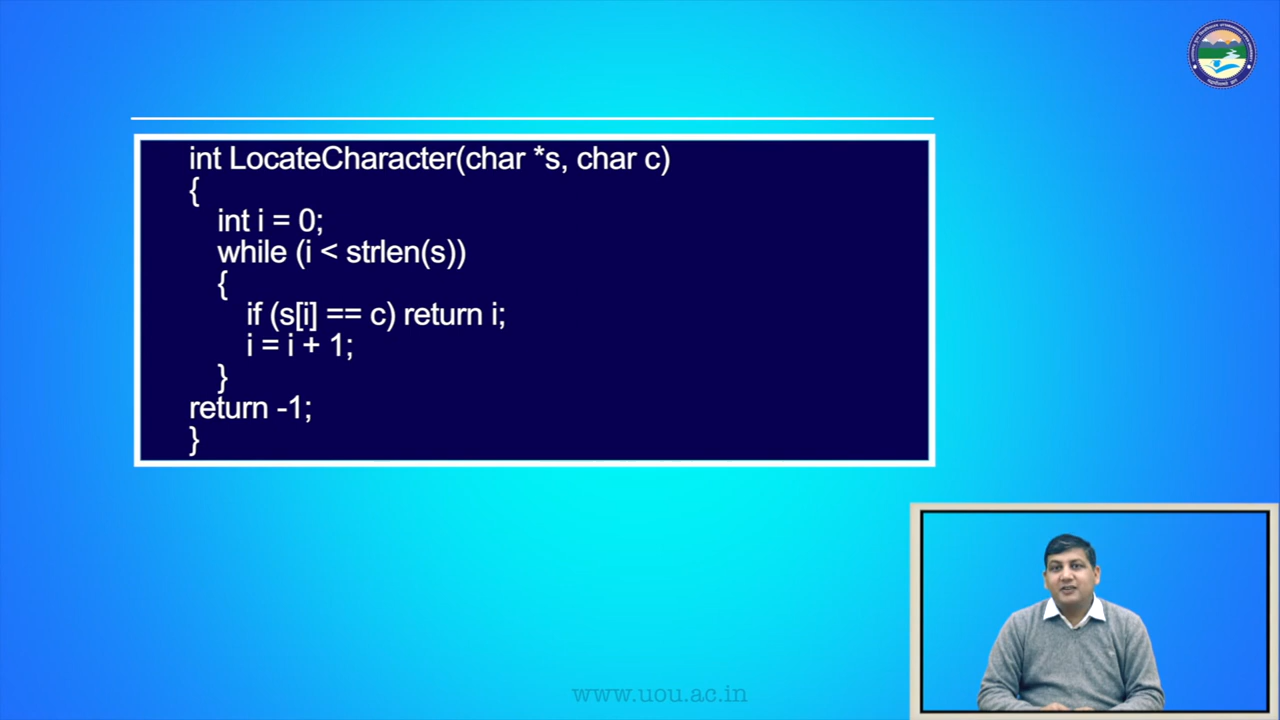 int LocateCharacter(char *s, char c)
{
int i = 0;
while (i < strlen(s))
{
if (s[i] == c) return i;
i = i + 1;
}
return -1;
}
www.uou.ac.in